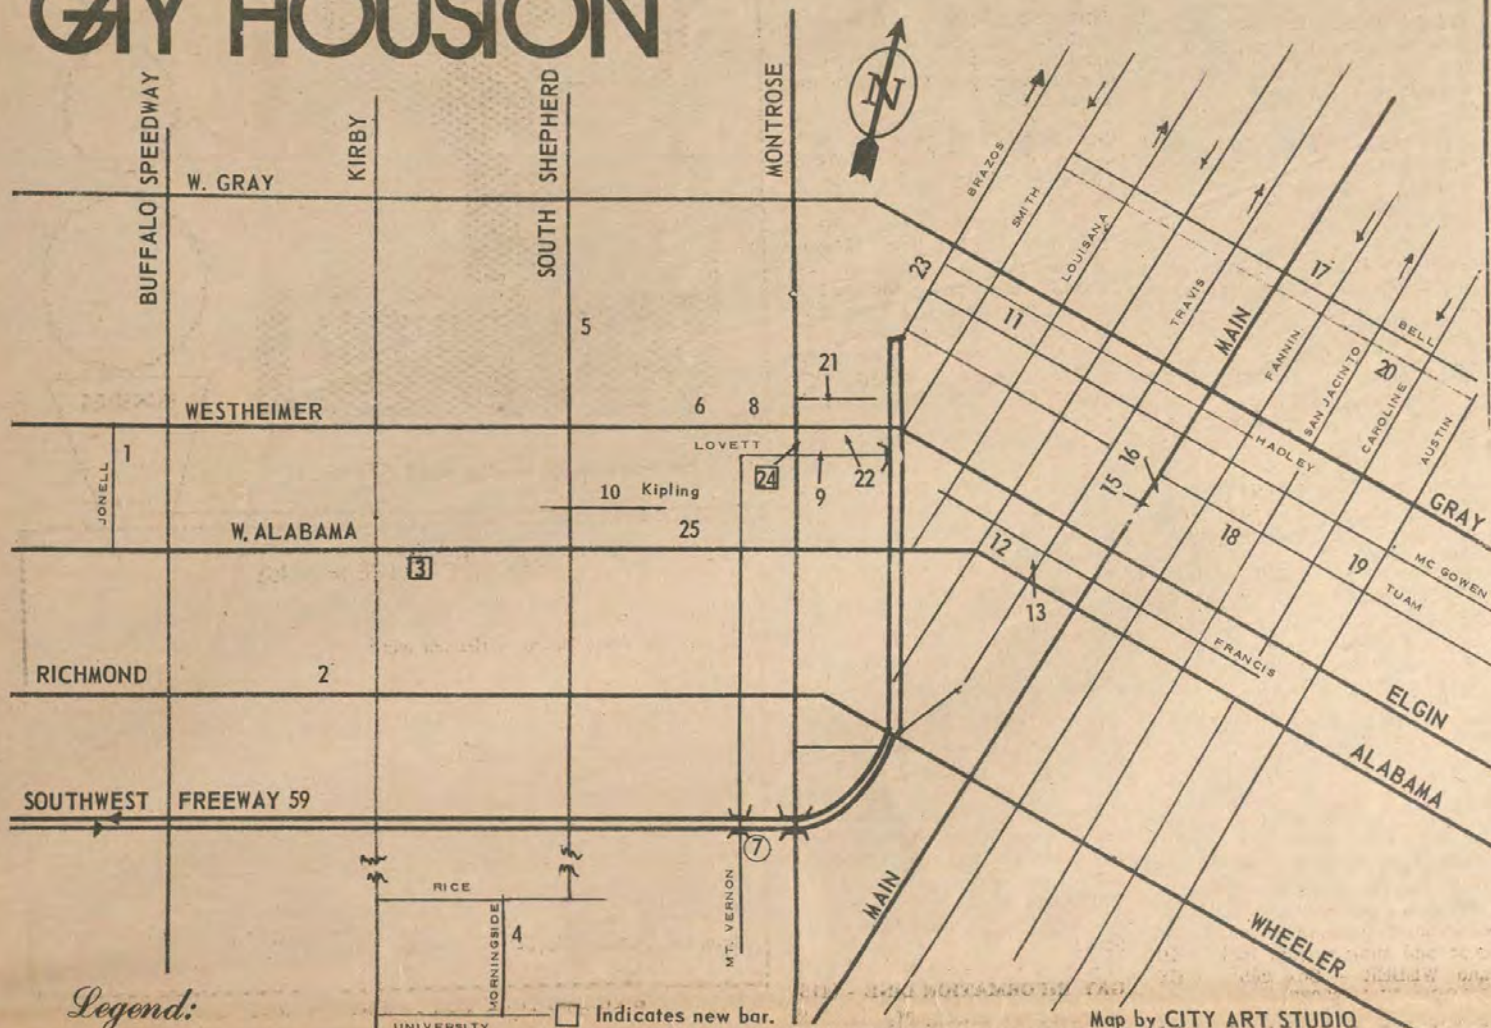 GAY HOUSTON
BUFFALO SPEEDWAY
KIRBY
SOUTH SHEPHERD
MONTROSE
N
W. GRAY
BRAZOS
SMITH
LOUISANA
TRAVIS
MAIN
FANNIN
SAN JACINTO
CAROLINE
AUSTIN
BELL
17
23
11
20
5
21
WESTHEIMER
6
8
LOVETT
JONELL
1
24
9
22
10
Kipling
25
W. ALABAMA
3
16
15
HADLEY
GRAY
MC GOWEN
TUAM
18
19
12
13
FRANCIS
ELGIN
ALABAMA
RICHMOND
2
SOUTHWEST FREEWAY 59
7
RICE
MORNINGSIDE
4
MT. VERNON
MAIN
WHEELER
Legend:
UNIVERSITY
Indicates new bar.
Map by CITY ART STUDIO